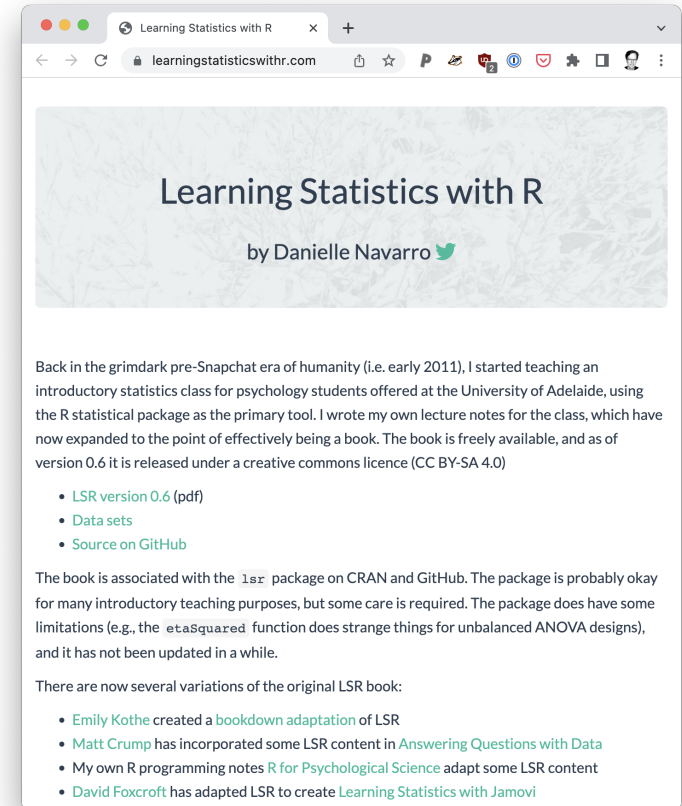 Learning Statistics with R
learningstatisticswithr.com
2
Learning Statistics with R
by Danielle Navarro
Back in the grimdark pre-Snapchat era of humanity (i.e. early 2011), I started teaching an
introductory statistics class for psychology students offered at the University of Adelaide, using
the R statistical package as the primary tool. I wrote my own lecture notes for the class, which have
now expanded to the point of effectively being a book. The book is freely available, and as of
version 0.6 it is released under a creative commons licence (CC BY-SA 4.0)
• LSR version 0.6 (pdf)
• Data sets
• Source on GitHub
The book is associated with the lsr package on CRAN and GitHub. The package is probably okay
for many introductory teaching purposes, but some care is required. The package does have some
limitations (e.g., the etaSquared function does strange things for unbalanced ANOVA designs),
and it has not been updated in a while.
There are now several variations of the original LSR book:
• Emily Kothe created a bookdown adaptation of LSR
• Matt Crump has incorporated some LSR content in Answering Questions with Data
• My own R programming notes R for Psychological Science adapt some LSR content
• David Foxcroft has adapted LSR to create Learning Statistics with Jamovi